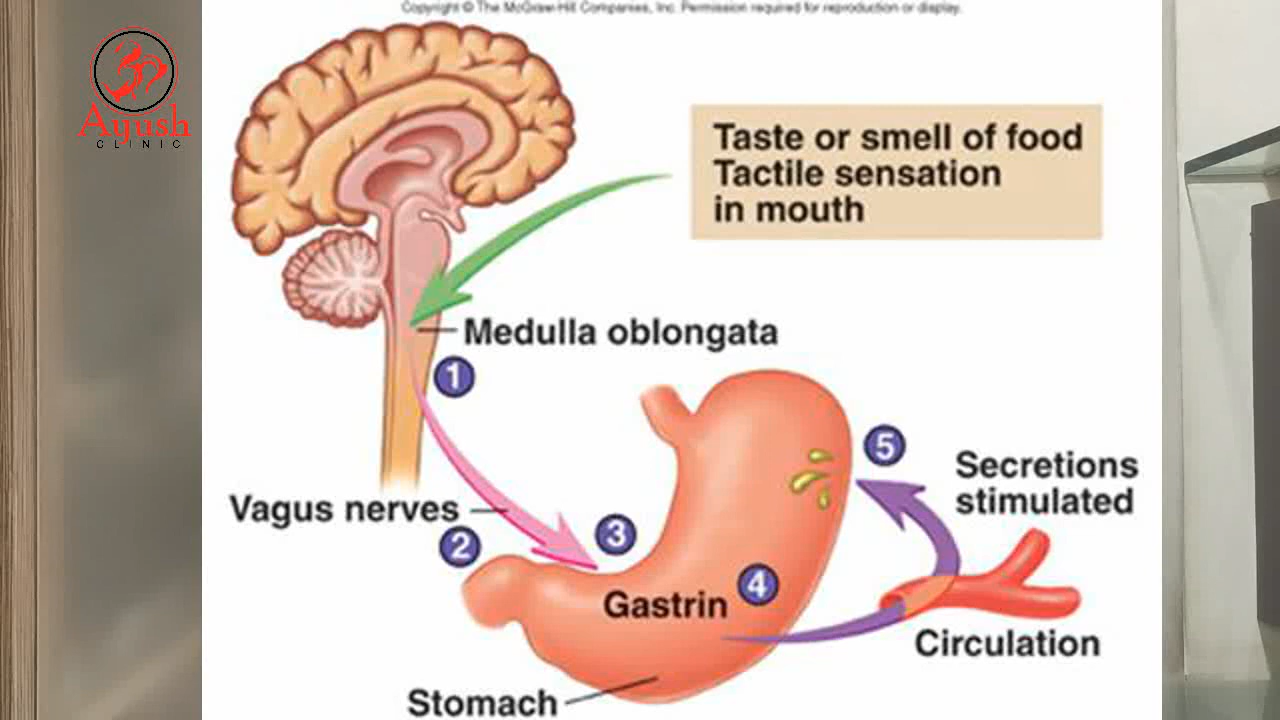 Copyright © The McGraw-Hill Companies, Inc. Permission required for reproduction or display.
Ayush
CLINIC
Taste or smell of food
Tactile sensation
in mouth
Medulla oblongata
1
Vagus nerves
2
3
Gastrin
4
5
Secretions
stimulated
Circulation
Stomach